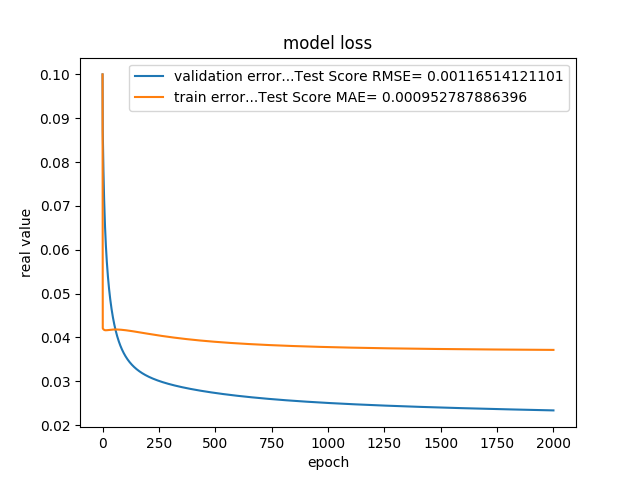 model loss
validation error...Test Score RMSE= 0.00116514121101
train error...Test Score MAE= 0.000952787886396
0.10
0.09
0.08
0.07
0.06
0.05
0.04
0.03
0.02
real value
0 250 500 750 1000 1250 1500 1750 2000
epoch